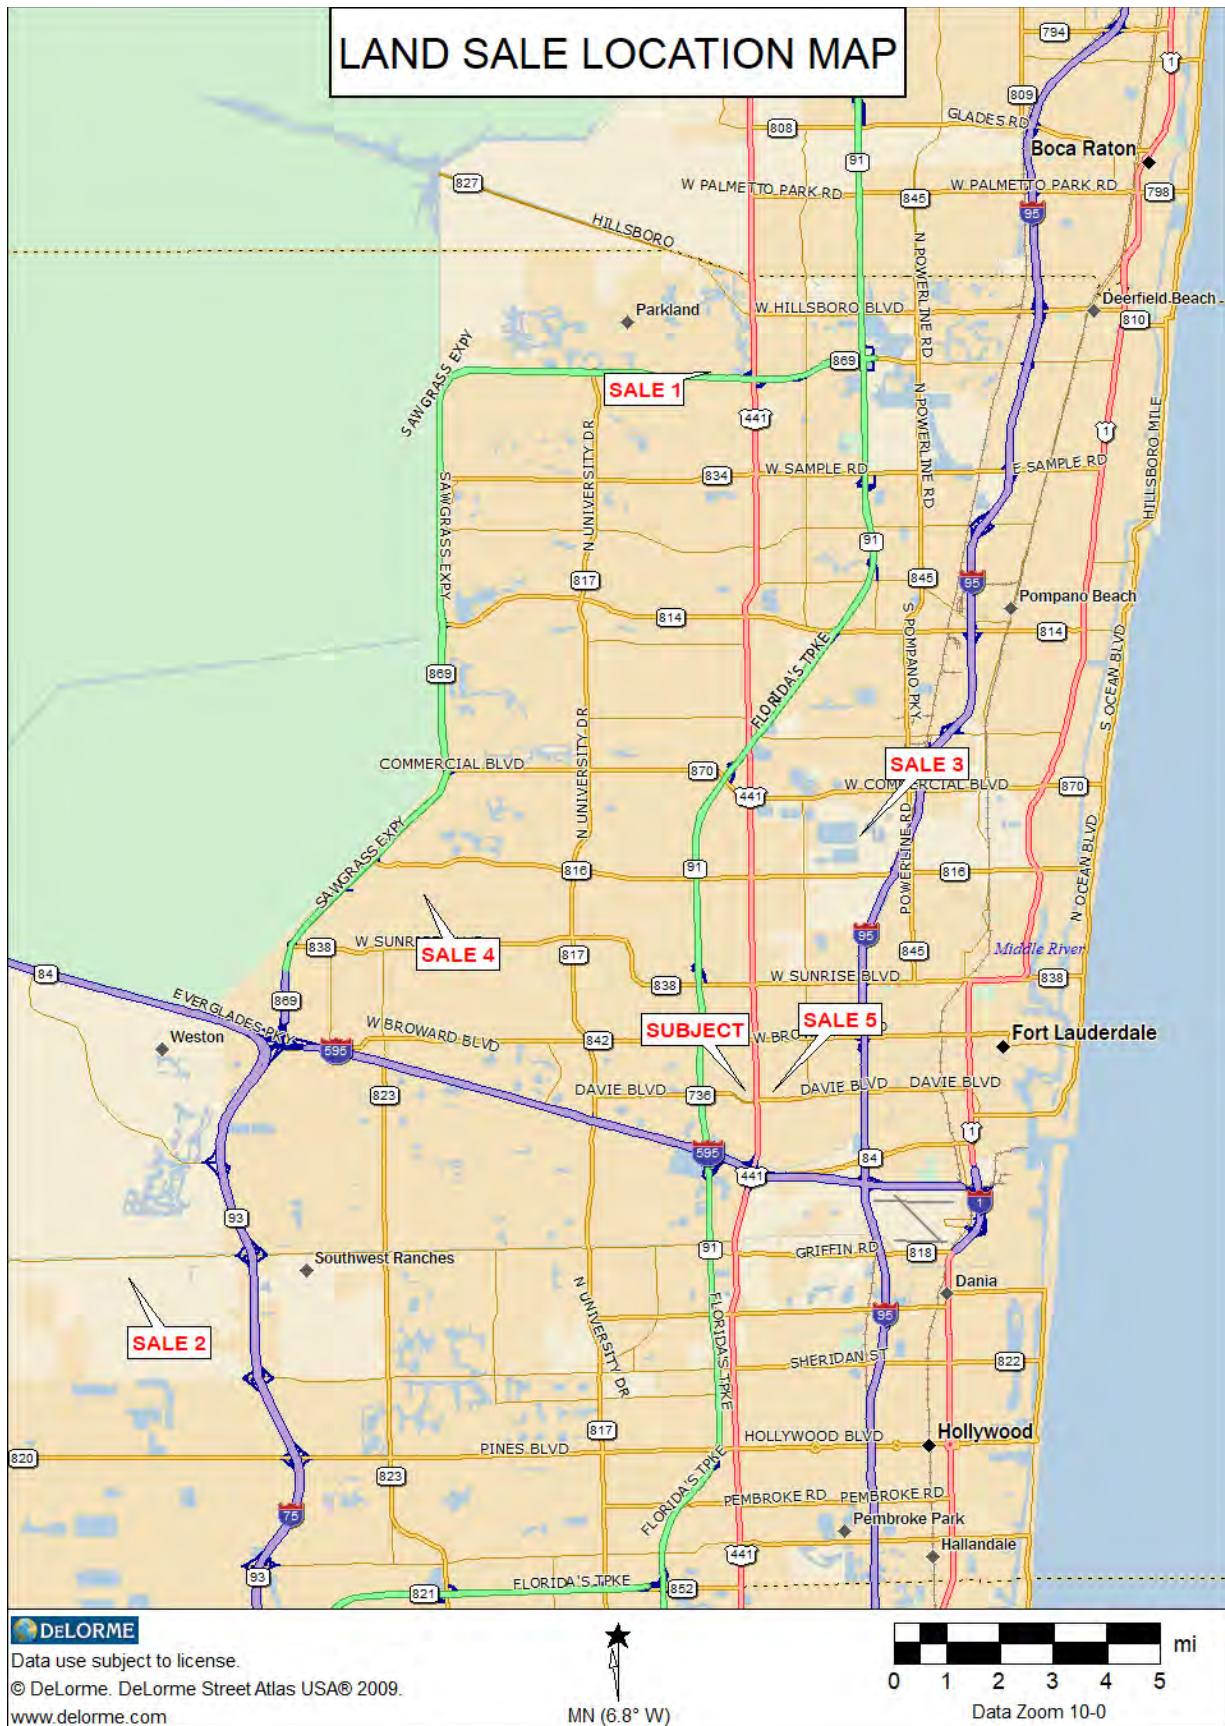 LAND SALE LOCATION MAP
794
1
809
GLADES RD
808
Boca Raton
91
827
W PALMETTO PARK RD
W PALMETTO PARK RD
845
798
95
HILLSBORO
N POWERLINE RD
Deerfield Beach
Parkland
W HILLSBORO BLVD
810
SAWGRASS EXPY
869
SALE 1
N POWERLINE RD
441
1
HILLSBORO MILE
N UNIVERSITY DR
W SAMPLE RD
E SAMPLE RD
834
SAWGRASS EXPY
91
817
845
95
Pompano Beach
814
814
S POMPANO PKY
FLORIDA'S TPKE
S OCEAN BLVD
869
N UNIVERSITY DR
COMMERCIAL BLVD
870
SALE 3
441
W COMMERCIAL BLVD
870
POWERLINE RD
SAWGRASS EXPY
91
816
816
N OCEAN BLVD
95
838
W SUNR
SALE 4
817
845
Middle River
84
838
W SUNRISE BLVD
838
869
EVERGLADES PKY
W BROWARD BLVD
Weston
595
842
SUBJECT
SALE 5
W BRO
Fort Lauderdale
823
DAVIE BLVD
736
DAVIE BLVD
DAVIE BLVD
1
595
84
441
1
93
Southwest Ranches
91
GRIFFIN RD
818
Dania
N UNIVERSITY DR
FLORIDA'S TPKE
95
SALE 2
SHERIDAN ST
822
817
HOLLYWOOD BLVD
Hollywood
820
PINES BLVD
823
FLORIDA'S TPKE
PEMBROKE RD
PEMBROKE RD
75
Pembroke Park
Hallandale
441
93
FLORIDA'S TPKE
821
852
DELORME
Data use subject to license.
© DeLorme. DeLorme Street Atlas USA® 2009.
www.delorme.com
MN (6.8° W)
mi
0 1 2 3 4 5
Data Zoom 10-0